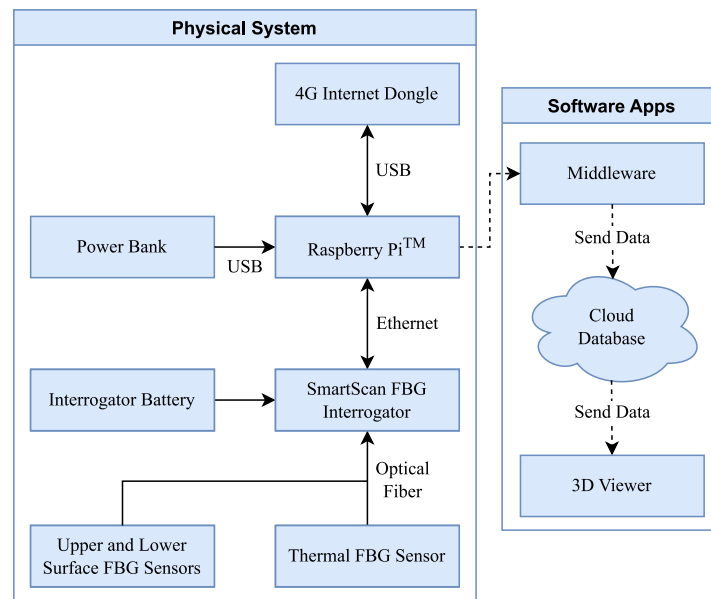 Physical System
4G Internet Dongle
USB
Power Bank
USB
Raspberry Pi™
Ethernet
Interrogator Battery
SmartScan FBG
Interrogator
Optical
Fiber
Upper and Lower
Surface FBG Sensors
Thermal FBG Sensor
Software Apps
Middleware
Send Data
Cloud
Database
Send Data
3D Viewer